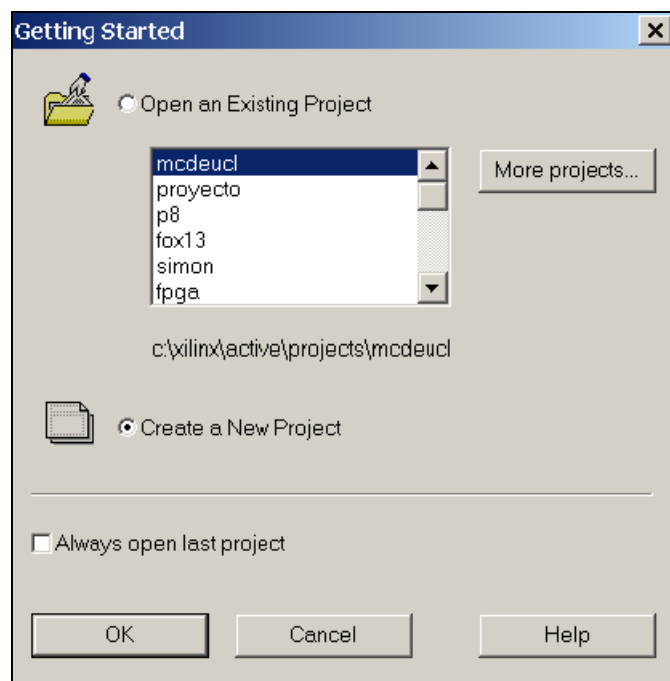 Getting Started
Open an Existing Project
mcdeucl
proyecto
p8
fox13
simon
fpga
More projects...
c:\xilinx\active\projects\mcdeucl
Create a New Project
Always open last project
OK Cancel Help